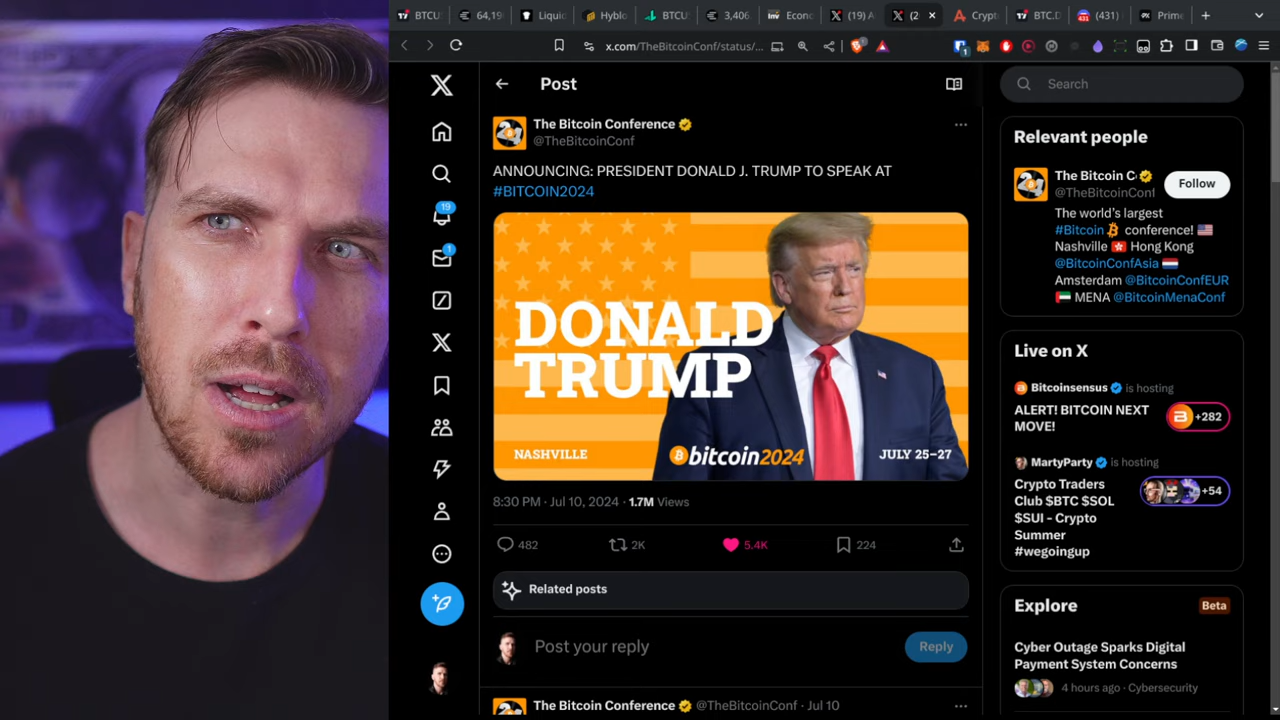 BTCU
64,19
Liquid
Hyblo
BTCU
3,406
Inv Econo
(19) A
(2
Crypt
BTC.D
(431)
Prime
x.com/TheBitcoinConf/status/...
Post
Search
The Bitcoin Conference
@TheBitcoinConf
ANNOUNCING: PRESIDENT DONALD J. TRUMP TO SPEAK AT
#BITCOIN2024
DONALD
TRUMP
NASHVILLE
bitcoin2024
JULY 25–27
8:30 PM · Jul 10, 2024 · 1.7M Views
482
2K
5.4K
224
Related posts
Post your reply
Reply
The Bitcoin Conference @TheBitcoinConf · Jul 10
19
1
Relevant people
The Bitcoin C
@TheBitcoinConf
Follow
The world's largest
#Bitcoin conference!
Nashville Hong Kong
@BitcoinConfAsia
Amsterdam @BitcoinConfEUR
MENA @BitcoinMenaConf
Live on X
Bitcoinsensus is hosting
ALERT! BITCOIN NEXT
MOVE!
+282
MartyParty is hosting
Crypto Traders
Club $BTC $SOL
$SUI - Crypto
Summer
#wegoingup
+54
Explore
Beta
Cyber Outage Sparks Digital
Payment System Concerns
4 hours ago · Cybersecurity